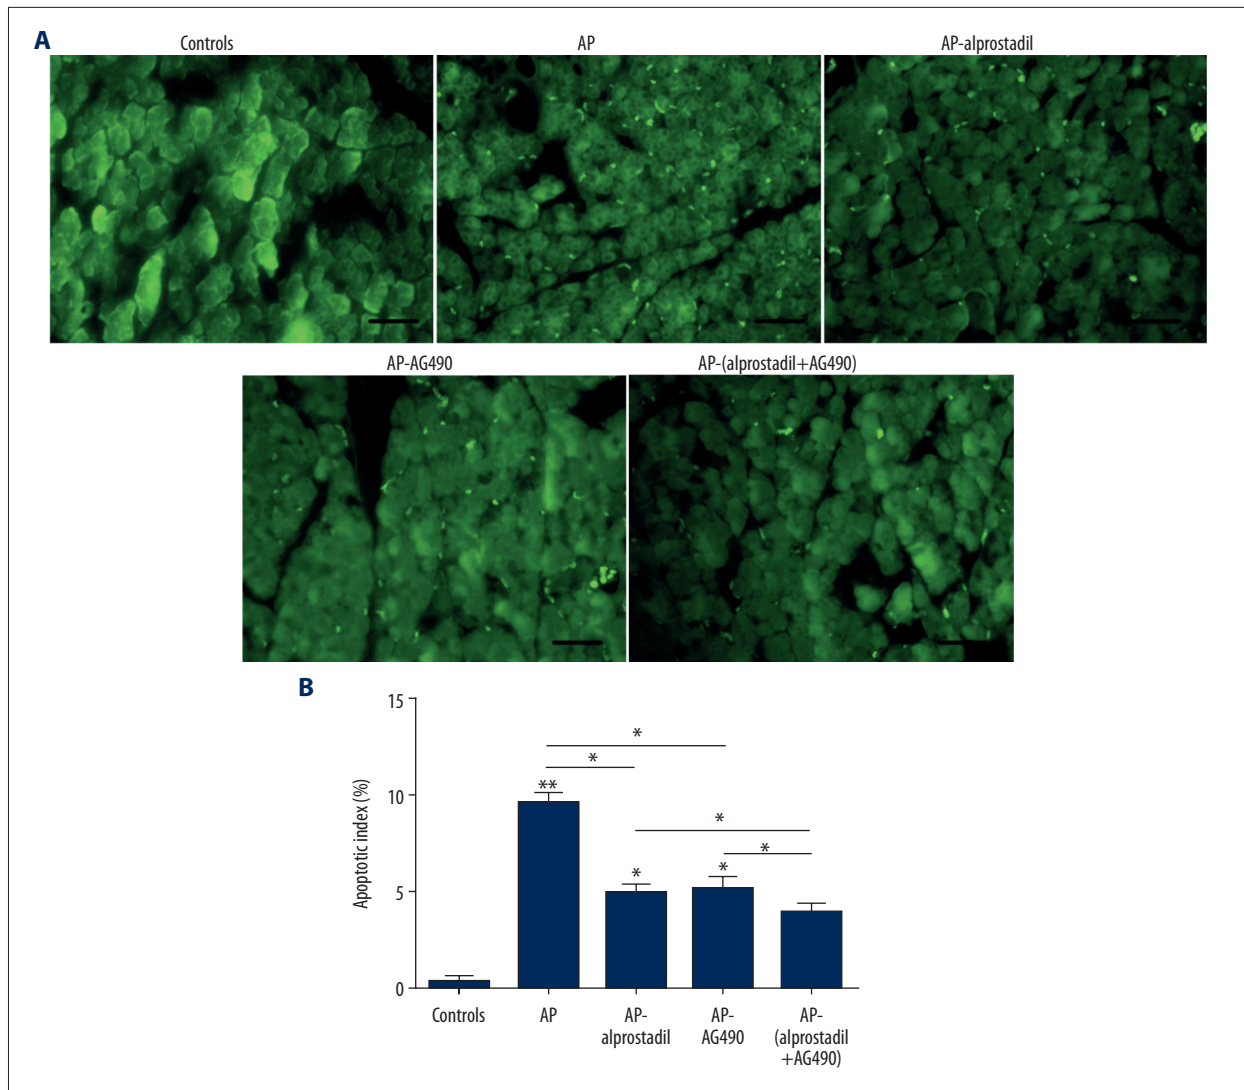 A
Controls
AP
AP-alprostadil
AP-AG490
AP-(alprostadil+AG490)
B
15
10
5
0
Apoptotic index (%)
*
*
**
*
*
*
*
Controls
AP
AP-
alprostadil
AP-
AG490
AP-
(alprostadil
+AG490)